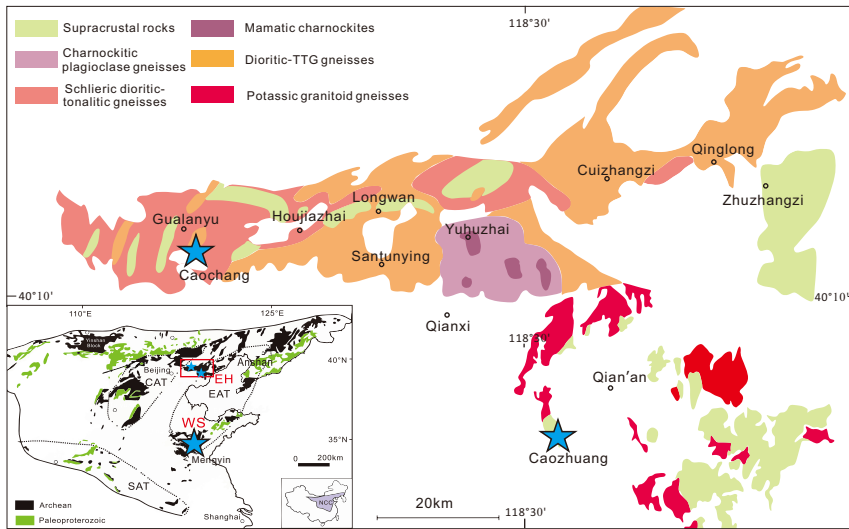 118°30'
Supracrustal rocks
Mamatic charnockites
Charnockitic
plagioclase gneisses
Dioritic-TTG gneisses
Schlieric dioritic-
tonalitic gneisses
Potassic granitoid gneisses
Qinglong
Cuizhangzi
Zhuzhangzi
Longwan
Gualanyu
Houjiazhai
Yuhuzhai
Santunying
Caochang
40°10'
40°10'
Qianxi
118°30'
Qian'an
Caozhuang
20km
118°30'
110°E
125°E
Yinshan
Block
40°N
Beijing
Anshan
CAT
EH
EAT
WS
35°N
Mengyin
0
200km
SAT
NCC
Archean
Paleoproterozoic
Shanghai